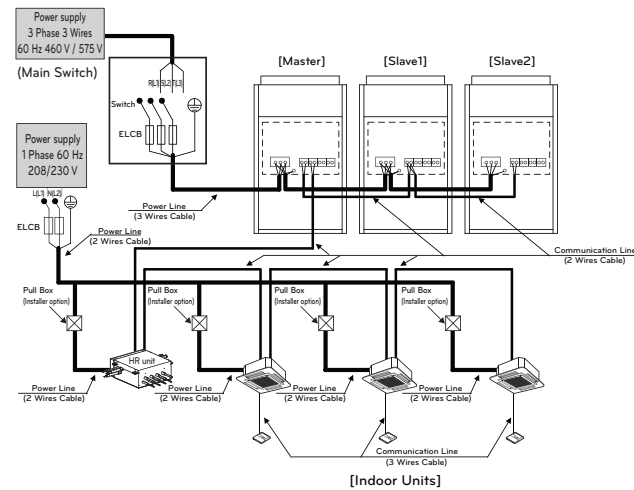 Power supply
3 Phase 3 Wires
60 Hz 460 V / 575 V
(Main Switch)
R(L1) S(L2) T(L3)
Switch
ELCB
[Master]
[Slave1]
[Slave2]
Power supply
1 Phase 60 Hz
208/230 V
L(L1) N(L2)
ELCB
Power Line
(2 Wires Cable)
Power Line
(3 Wires Cable)
Communication Line
(2 Wires Cable)
Pull Box
(Installer option)
Pull Box
(Installer option)
Pull Box
(Installer option)
Pull Box
(Installer option)
HR unit
Power Line
(2 Wires Cable)
Power Line
(2 Wires Cable)
Power Line
(2 Wires Cable)
Power Line
(2 Wires Cable)
Communication Line
(3 Wires Cable)
[Indoor Units]